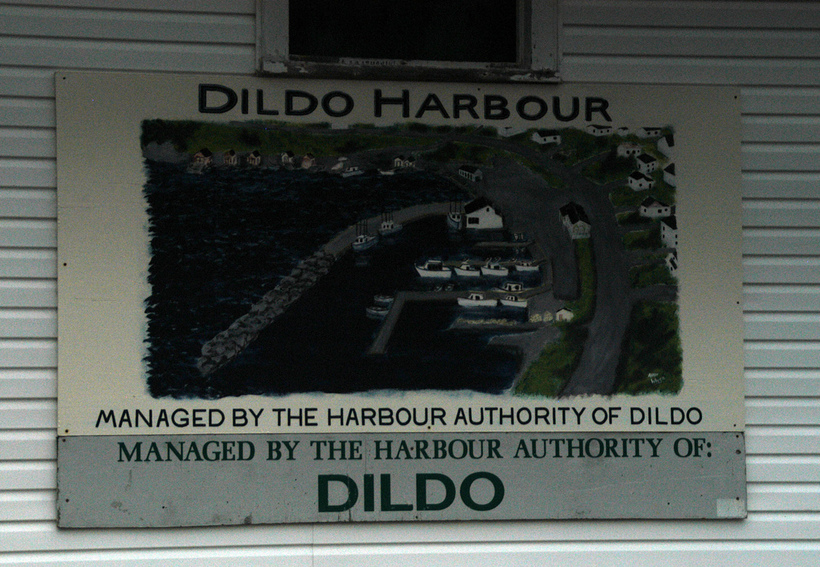 DILDO HARBOUR
MANAGED BY THE HARBOUR AUTHORITY OF DILDO
MANAGED BY THE HARBOUR AUTHORITY OF:
DILDO